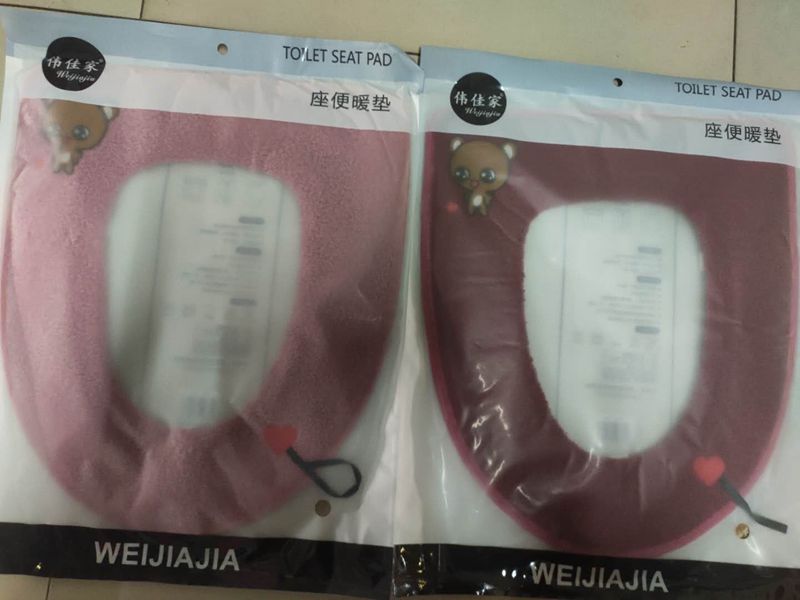 伟佳家®
Weijiajia
TOILET SEAT PAD
座便暖垫
WEIJIAJIA
伟佳家
Weijiajia
TOILET SEAT PAD
座便暖垫
WEIJIAJIA